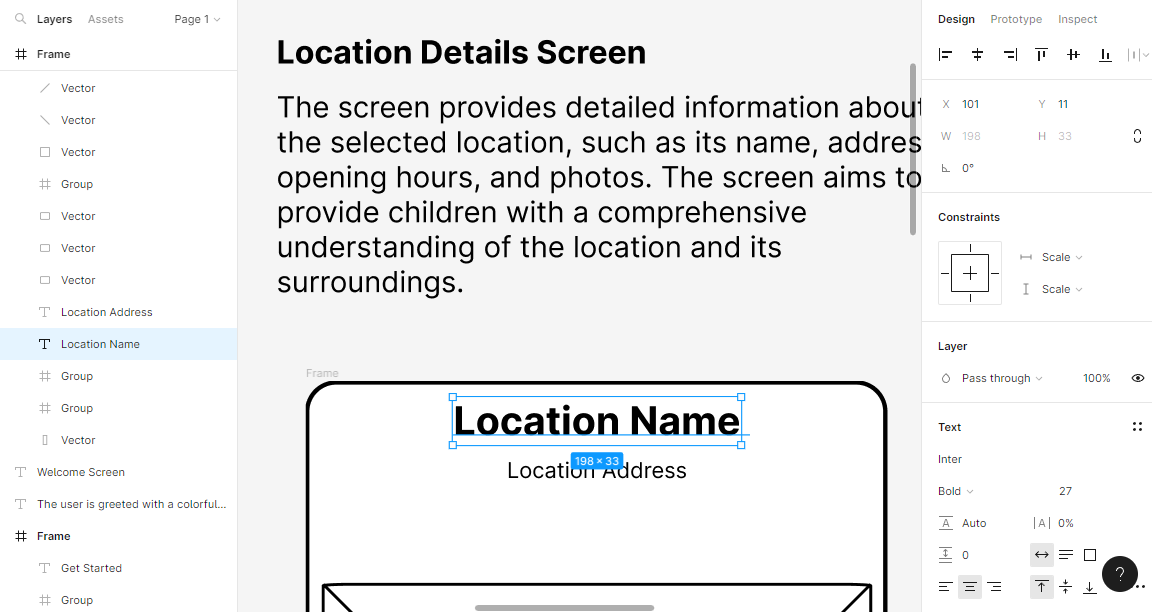 Layers
Assets
Page 1
Frame
Vector
Vector
Vector
Group
Vector
Vector
Vector
Location Address
Location Name
Group
Group
Vector
Welcome Screen
The user is greeted with a colorful...
Frame
Get Started
Group
Location Details Screen
The screen provides detailed information about
the selected location, such as its name, addres
opening hours, and photos. The screen aims to
provide children with a comprehensive
understanding of the location and its
surroundings.
Frame
Location Name
198 × 33
Location Address
Design Prototype Inspect
X 101 Y 11
W 198 H 33
0°
Constraints
Scale
Scale
Layer
Pass through 100%
Text
Inter
Bold 27
A Auto |A| 0%
0
?